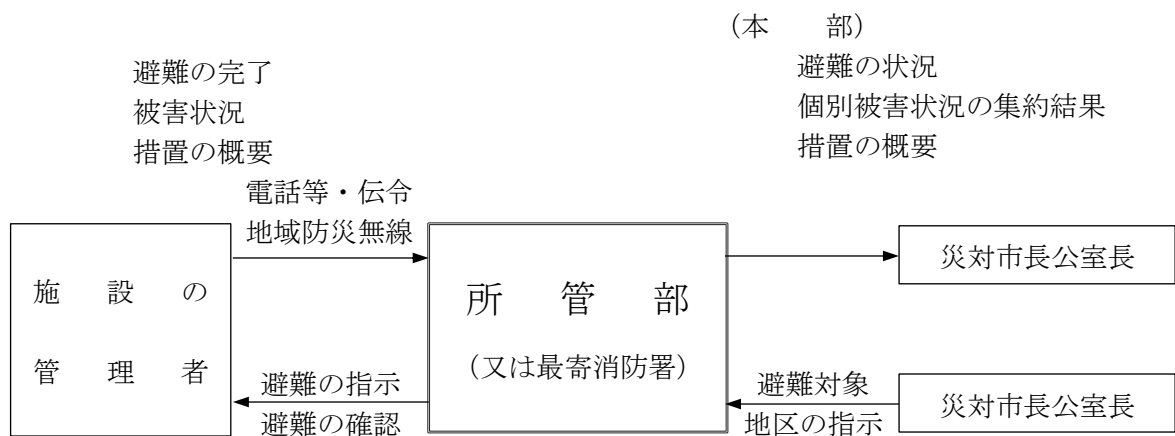 （本　　部）
避難の状況
個別被害状況の集約結果
措置の概要
避難の完了
被害状況
措置の概要
電話等・伝令
地域防災無線
施　設　の
管　理　者
所　管　部
（又は最寄消防署）
災対市長公室長
避難の指示
避難の確認
避難対象
地区の指示
災対市長公室長